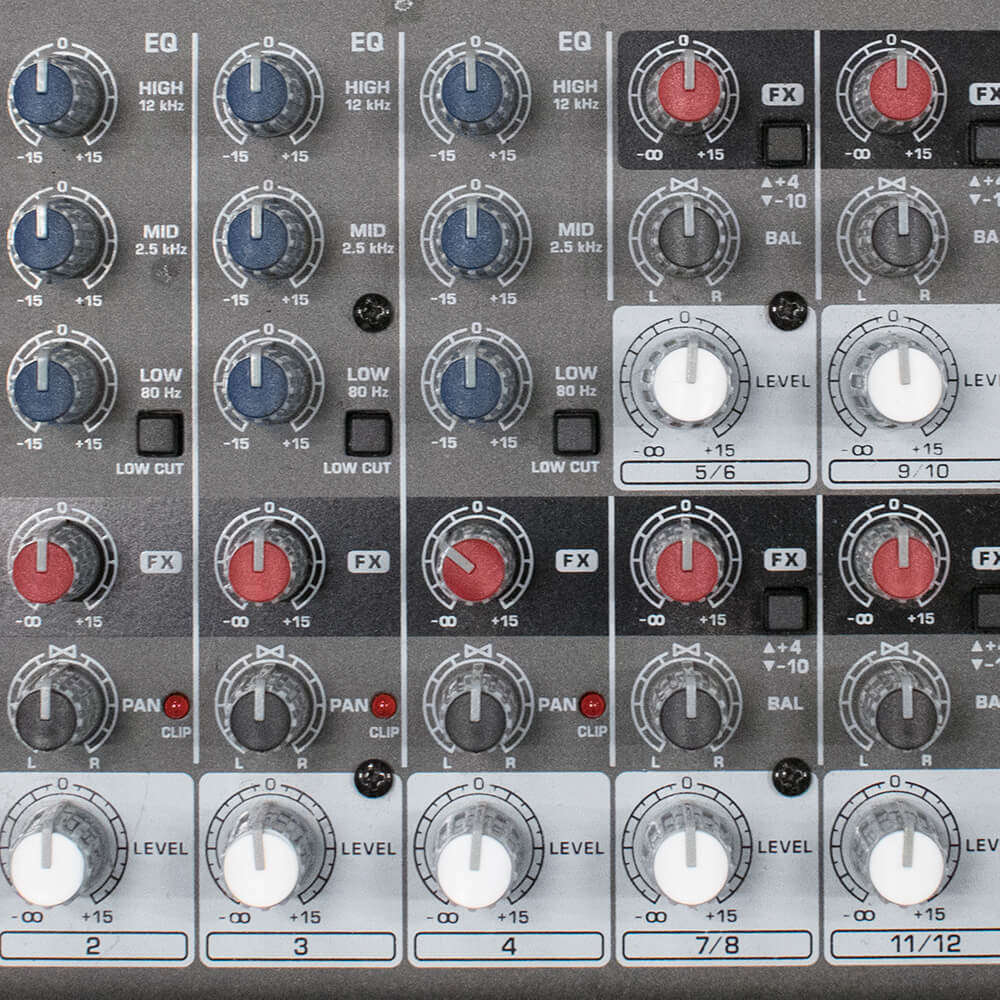 0 EQ 0 EQ 0 EQ 0 0
HIGH HIGH HIGH FX FX
12 kHz 12 kHz 12 kHz
-15 +15 -15 +15 -15 +15 -∞ +15 -∞ +15
0 0 0 ▲+4
▼-10
MID MID MID BAL
2.5 kHz 2.5 kHz 2.5 kHz
-15 +15 -15 +15 -15 +15 L R L R
0 0 0 0 0
LOW LOW LOW LEVEL
80 Hz 80 Hz 80 Hz
-15 +15 -15 +15 -15 +15 -∞ +15 -∞ +15
LOW CUT LOW CUT LOW CUT 5/6 9/10
0 0 0 0 0
FX FX FX FX FX
-∞ +15 -∞ +15 -∞ +15 -∞ +15 -∞ +15
▲+4
▼-10
PAN PAN PAN BAL
CLIP CLIP CLIP
L R L R L R L R L R
0 0 0 0 0
LEVEL LEVEL LEVEL LEVEL
-∞ +15 -∞ +15 -∞ +15 -∞ +15 -∞ +15
2 3 4 7/8 11/12